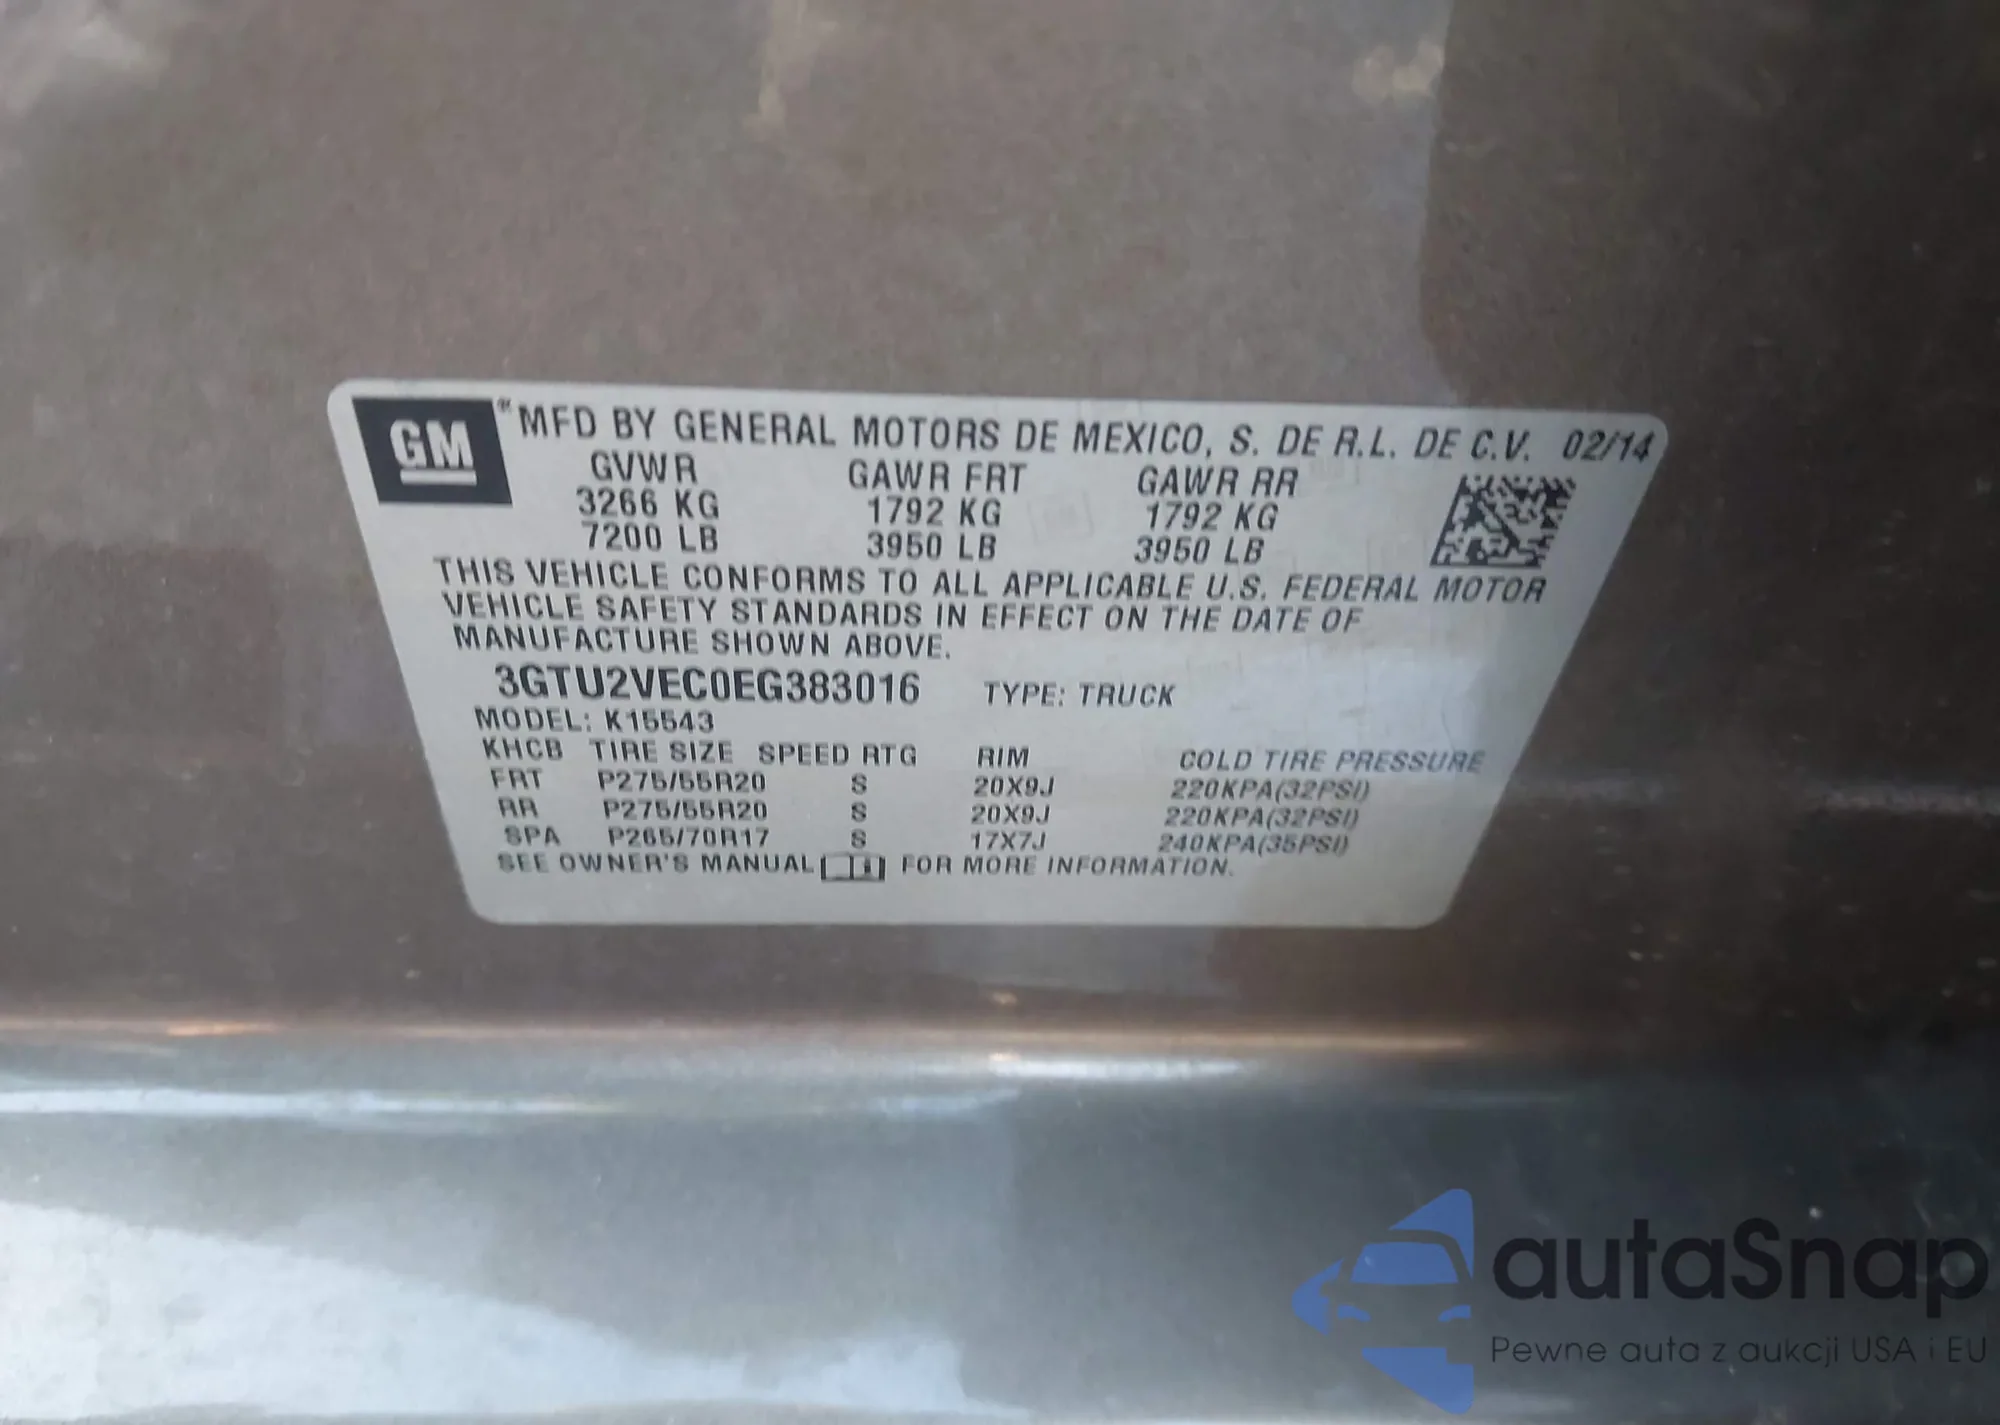 GM ® MFD BY GENERAL MOTORS DE MEXICO, S. DE R.L. DE C.V. 02/14
GVWR GAWR FRT GAWR RR
3266 KG 1792 KG 1792 KG
7200 LB 3950 LB 3950 LB
THIS VEHICLE CONFORMS TO ALL APPLICABLE U.S. FEDERAL MOTOR
VEHICLE SAFETY STANDARDS IN EFFECT ON THE DATE OF
MANUFACTURE SHOWN ABOVE.
3GTU2VEC0EG383016 TYPE: TRUCK
MODEL: K15543
KHCB TIRE SIZE SPEED RTG RIM COLD TIRE PRESSURE
FRT P275/55R20 S 20X9J 220KPA(32PSI)
RR P275/55R20 S 20X9J 220KPA(32PSI)
SPA P265/70R17 S 17X7J 240KPA(35PSI)
SEE OWNER'S MANUAL FOR MORE INFORMATION.
autaSnap
Pewne auta z aukcji USA i EU